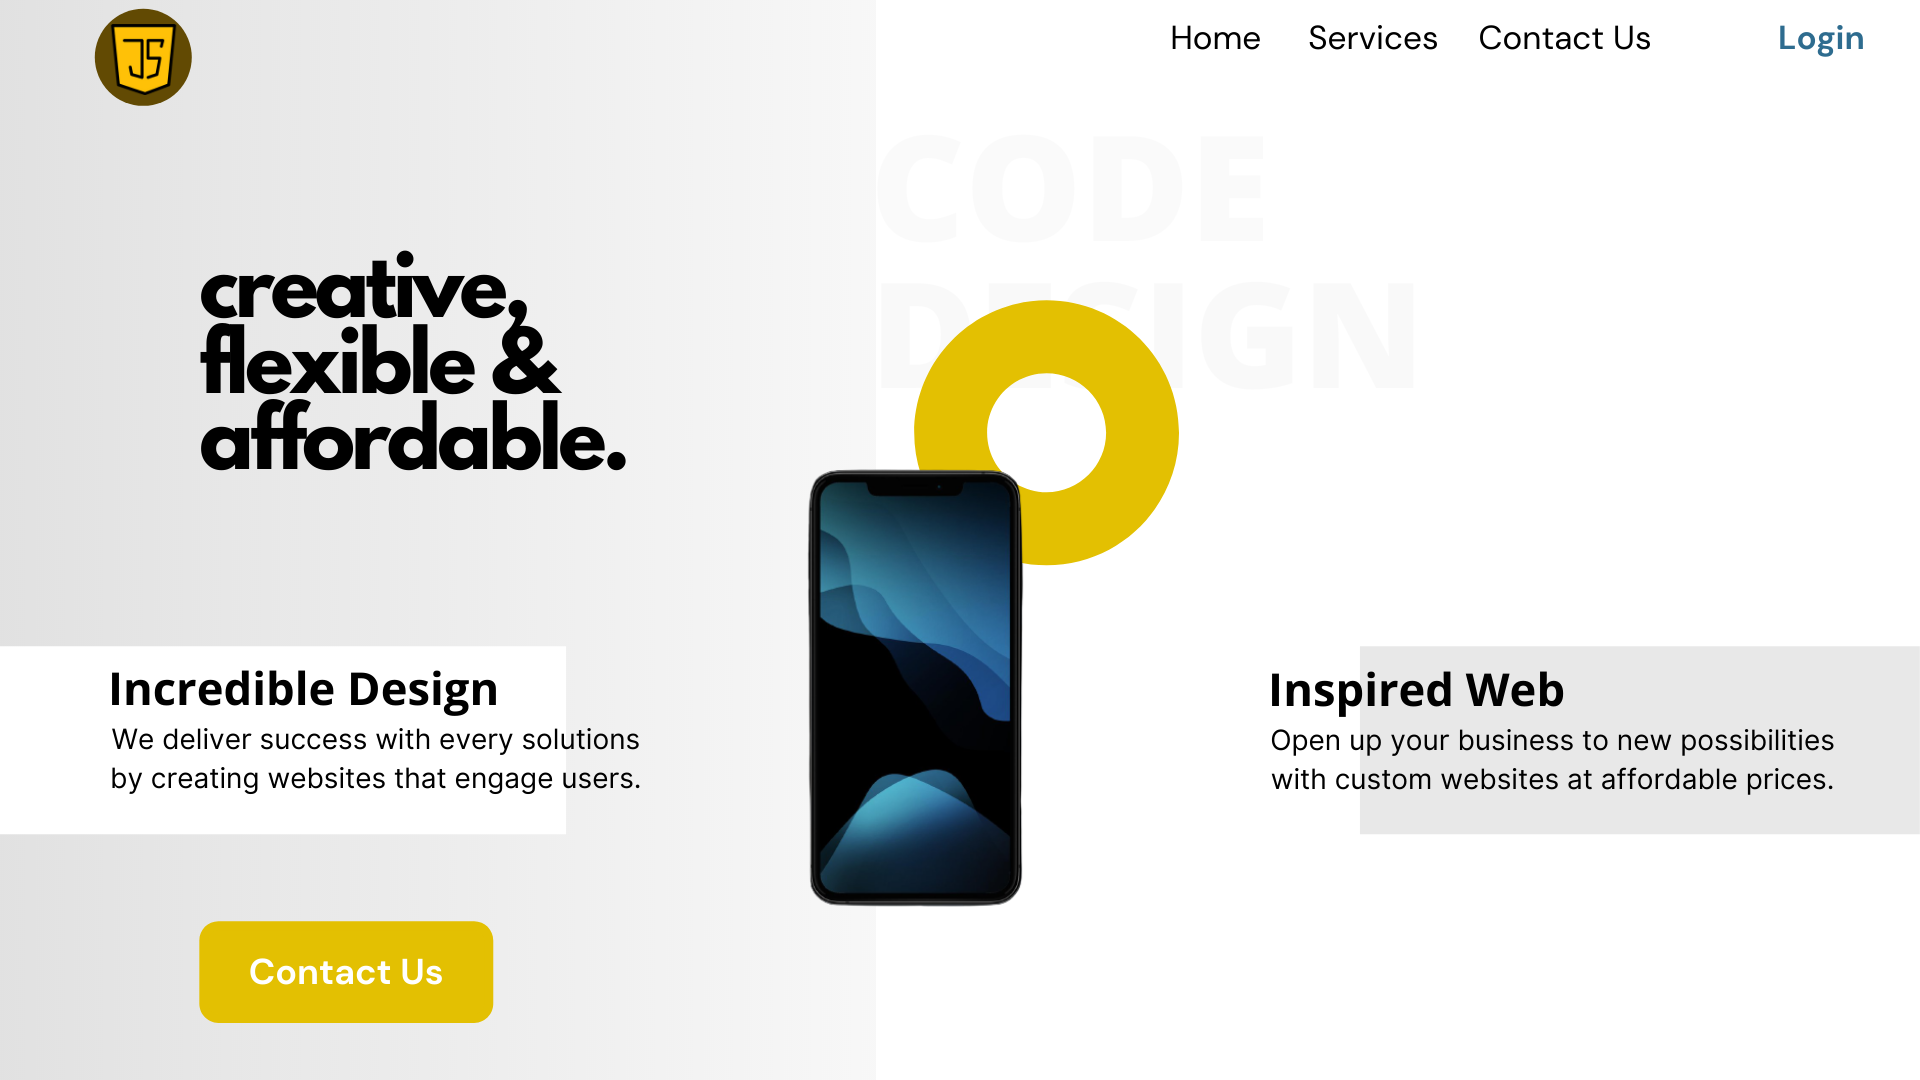 JS
Home Services Contact Us Login
CODE
DESIGN
creative,
flexible &
affordable.
Incredible Design
We deliver success with every solutions
by creating websites that engage users.
Inspired Web
Open up your business to new possibilities
with custom websites at affordable prices.
Contact Us